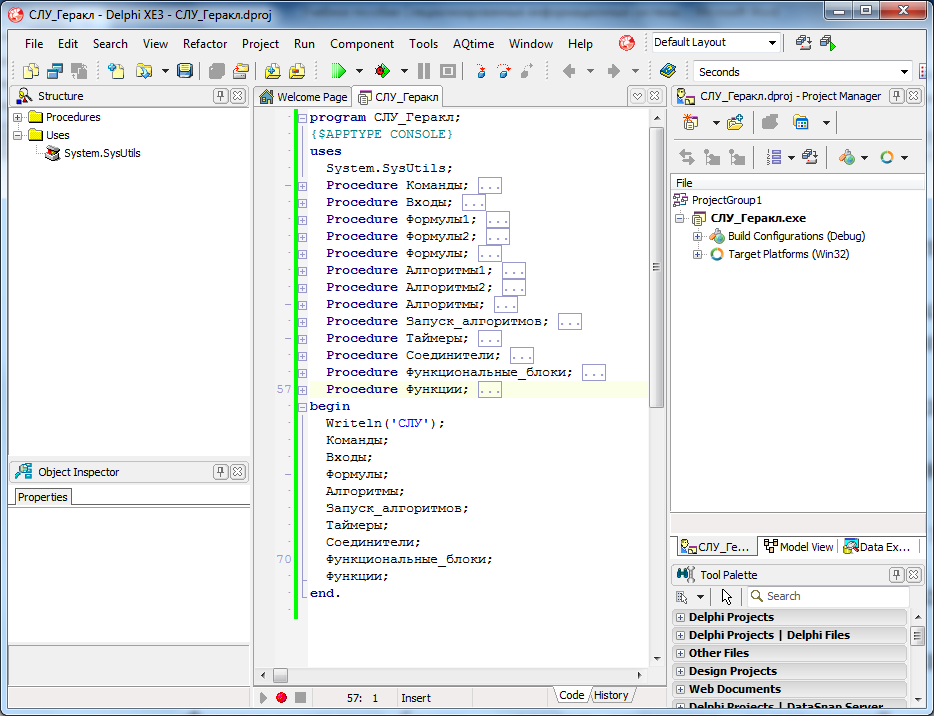 СЛУ_Геракл - Delphi XE3 - СЛУ_Геракл.dproj
File Edit Search View Refactor Project Run Component Tools AQtime Window Help Default Layout
Seconds
Structure
Procedures
Uses
System.SysUtils
Object Inspector
Properties
Welcome Page СЛУ_Геракл
program СЛУ_Геракл;
{$APPTYPE CONSOLE}
uses
System.SysUtils;
Procedure Команды; ...
Procedure Входы; ...
Procedure Формулы1; ...
Procedure Формулы2; ...
Procedure Формулы; ...
Procedure Алгоритмы1; ...
Procedure Алгоритмы2; ...
Procedure Алгоритмы; ...
Procedure Запуск_алгоритмов; ...
Procedure Таймеры; ...
Procedure Соединители; ...
Procedure Функциональные_блоки; ...
57 Procedure Функции; ...
begin
Writeln('СЛУ');
Команды;
Входы;
Формулы;
Алгоритмы;
Запуск_алгоритмов;
Таймеры;
Соединители;
70 Функциональные_блоки;
Функции;
end.
57: 1 Insert Code History
СЛУ_Геракл.dproj - Project Manager
File
ProjectGroup1
СЛУ_Геракл.exe
Build Configurations (Debug)
Target Platforms (Win32)
СЛУ_Ге... Model View Data Ex...
Tool Palette
Search
Delphi Projects
Delphi Projects | Delphi Files
Other Files
Design Projects
Web Documents
Delphi Projects | DataSnap Server